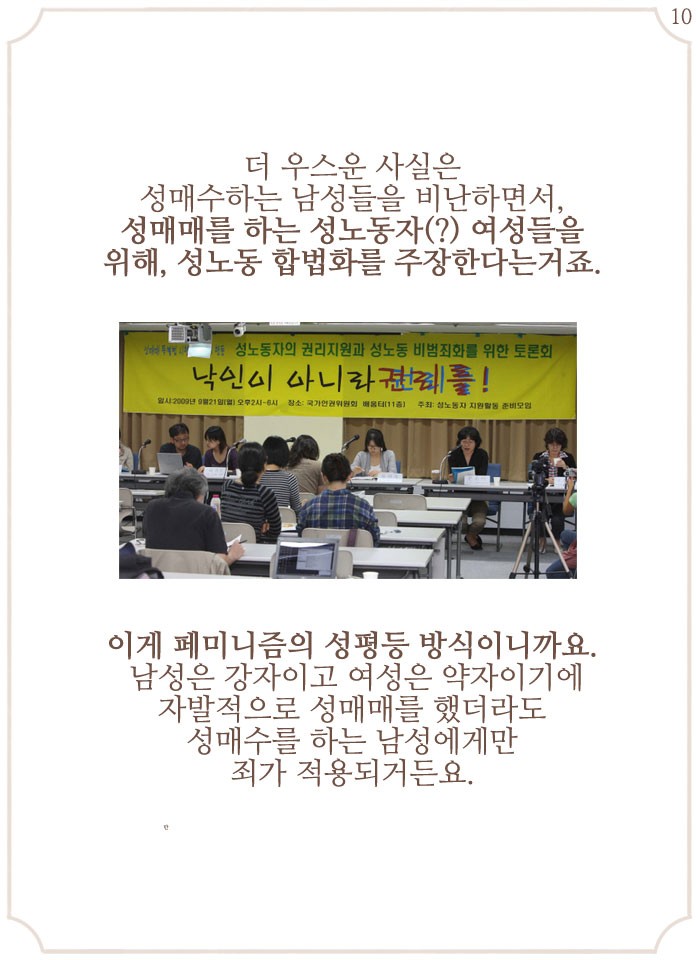 10
더 우스운 사실은
성매수하는 남성들을 비난하면서,
성매매를 하는 성노동자(?) 여성들을
위해, 성노동 합법화를 주장한다는거죠.
성노동자의 권리지원과 성노동 비범죄화를 위한 토론회
낙인이 아니라 권리를!
일시:2009년 9월21일(월) 오후2시-6시 장소: 국가인권위원회 배움터(11층) 주최: 성노동자 지원활동 준비모임
이게 페미니즘의 성평등 방식이니까요.
남성은 강자이고 여성은 약자이기에
자발적으로 성매매를 했더라도
성매수를 하는 남성에게만
죄가 적용되거든요.